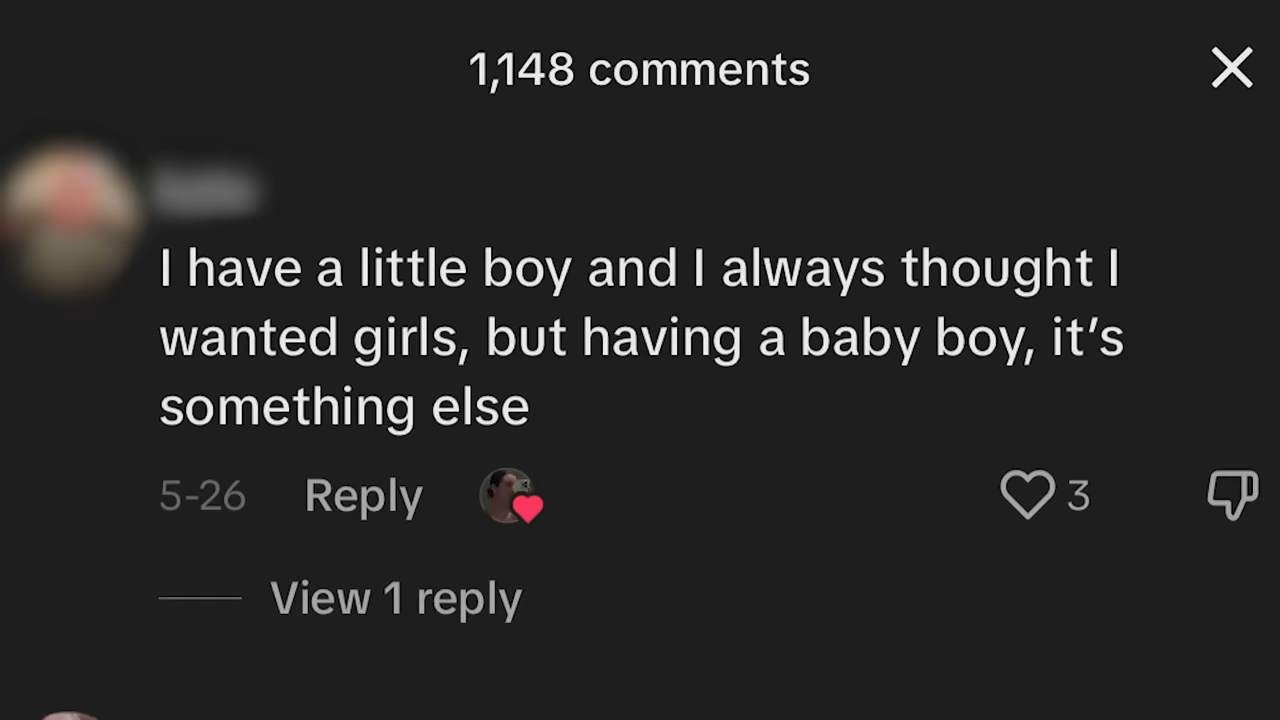 1,148 comments
I have a little boy and I always thought I
wanted girls, but having a baby boy, it’s
something else
5-26 Reply 3
View 1 reply